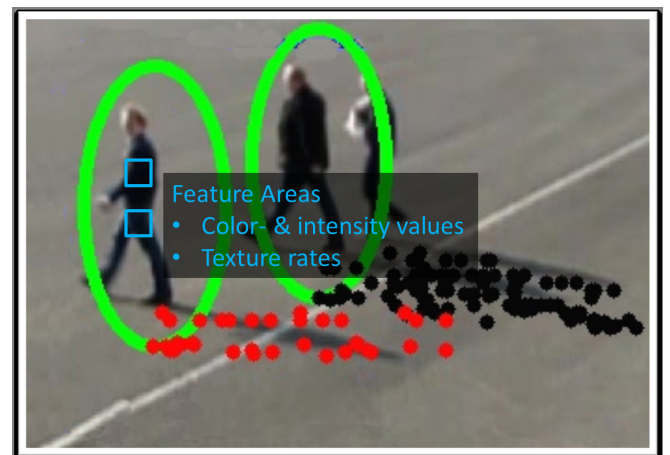 Feature Areas
• Color- & intensity values
• Texture rates